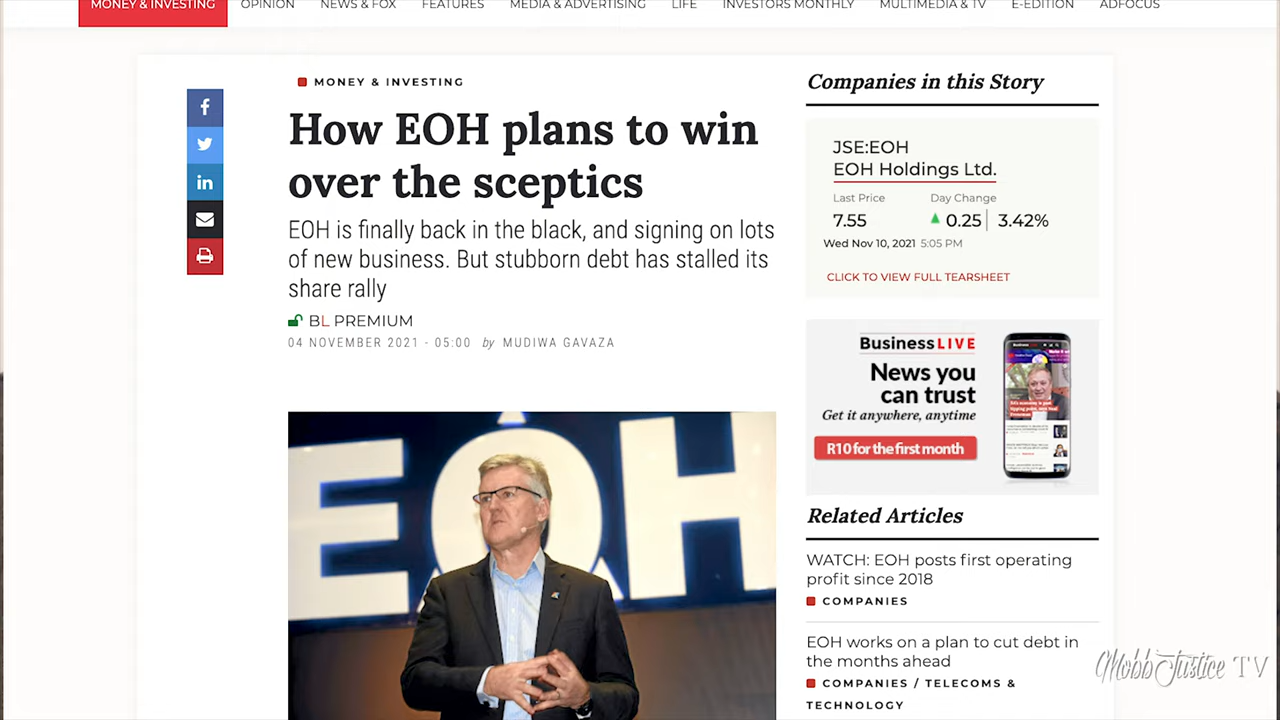 MONEY & INVESTING
OPINION
NEWS & FOX
FEATURES
MEDIA & ADVERTISING
LIFE
INVESTORS MONTHLY
MULTIMEDIA & TV
E-EDITION
ADFOCUS
MONEY & INVESTING
How EOH plans to win
over the sceptics
EOH is finally back in the black, and signing on lots
of new business. But stubborn debt has stalled its
share rally
BL PREMIUM
04 NOVEMBER 2021 - 05:00 by MUDIWA GAVAZA
EOH
Companies in this Story
JSE:EOH
EOH Holdings Ltd.
Last Price Day Change
7.55 0.25 3.42%
Wed Nov 10, 2021 5:05 PM
CLICK TO VIEW FULL TEARSHEET
BusinessLIVE
News you
can trust
Get it anywhere, anytime
R10 for the first month
Related Articles
WATCH: EOH posts first operating
profit since 2018
COMPANIES
EOH works on a plan to cut debt in
the months ahead
COMPANIES / TELECOMS &
TECHNOLOGY
MobbJustice TV